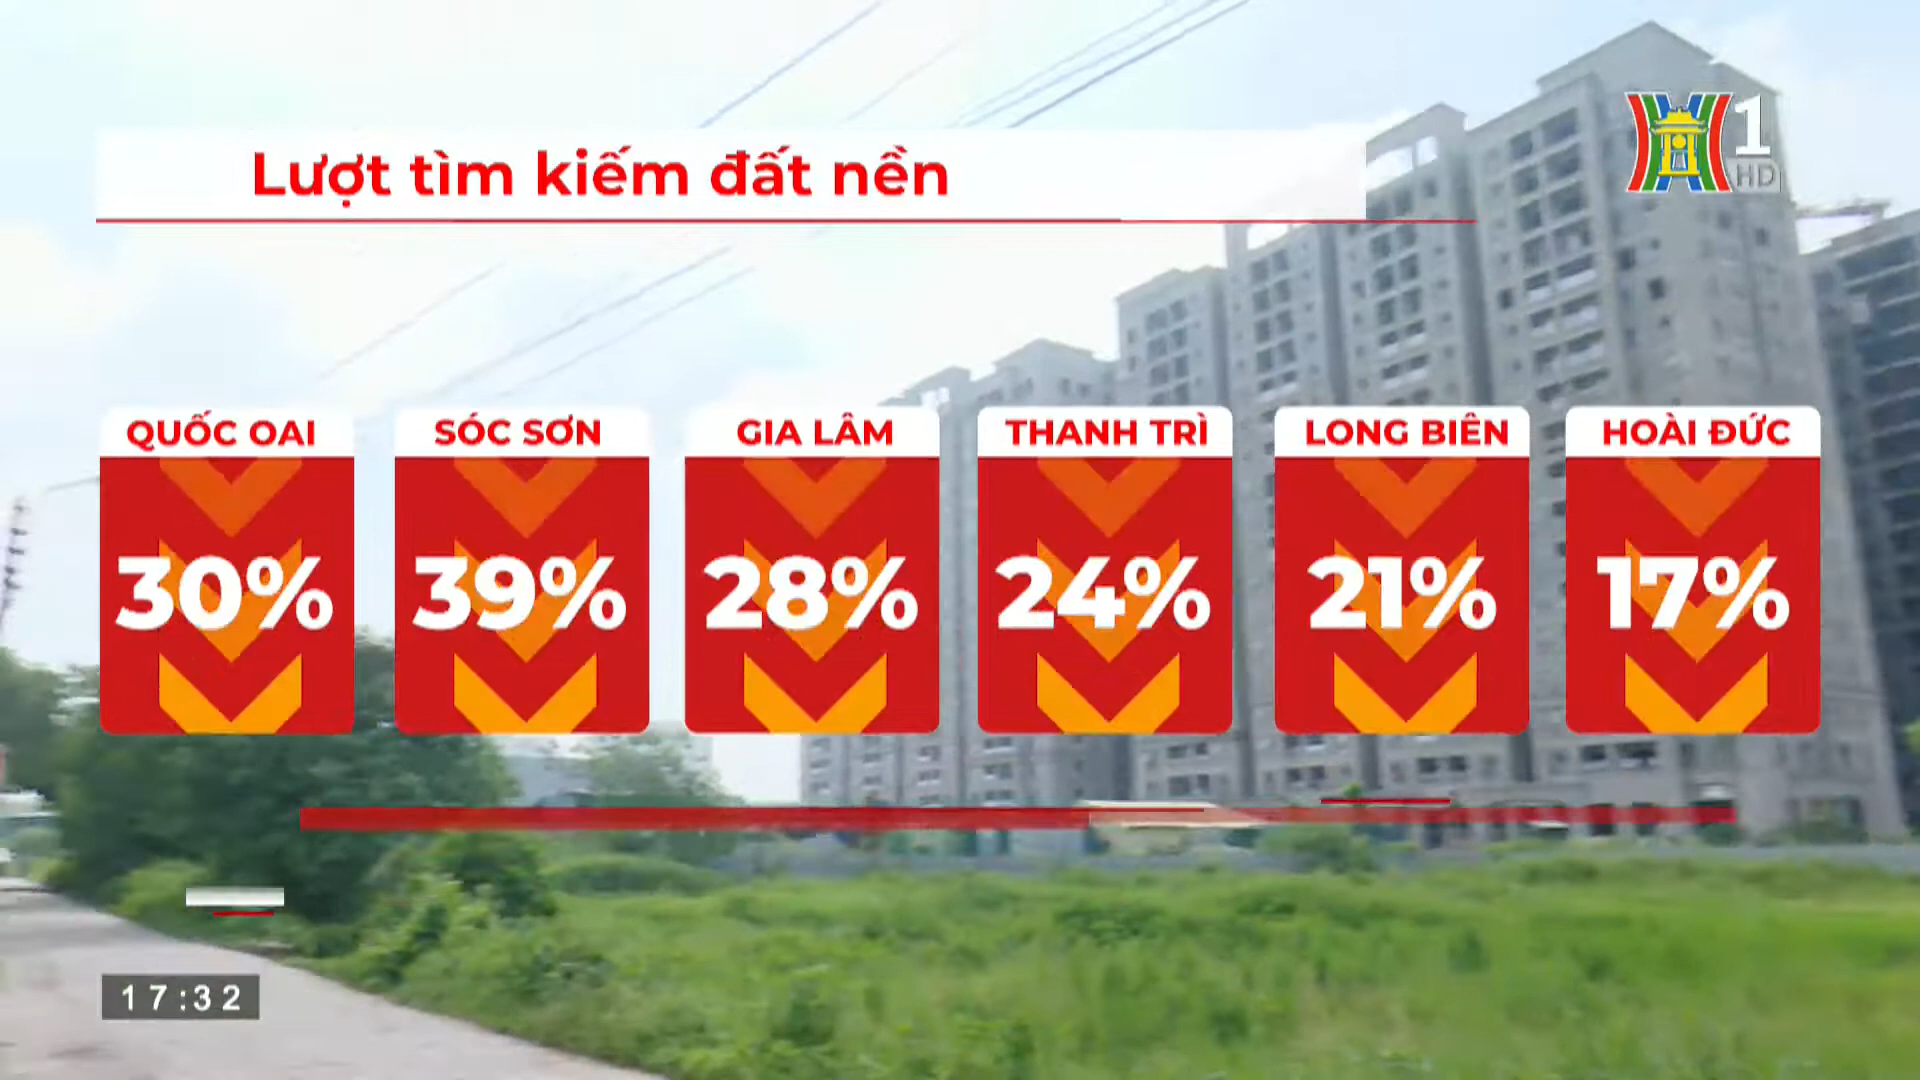 Lượt tìm kiếm đất nền
1
HD
QUỐC OAI
SÓC SƠN
GIA LÂM
THANH TRÌ
LONG BIÊN
HOÀI ĐỨC
30%
39%
28%
24%
21%
17%
17:32